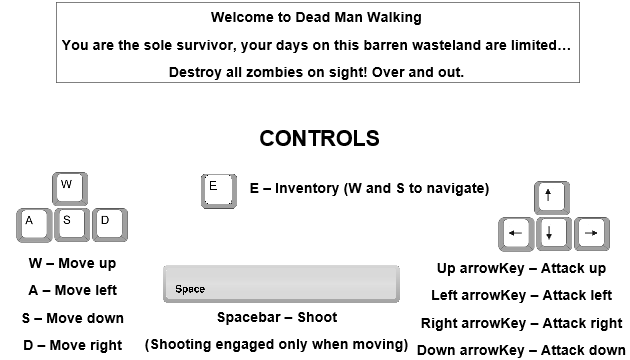 Welcome to Dead Man Walking
You are the sole survivor, your days on this barren wasteland are limited…
Destroy all zombies on sight! Over and out.
CONTROLS
W
A
S
D
W – Move up
A – Move left
S – Move down
D – Move right
E
E – Inventory (W and S to navigate)
Space
Spacebar – Shoot
(Shooting engaged only when moving)
↑
← ↓ →
Up arrowKey – Attack up
Left arrowKey – Attack left
Right arrowKey – Attack right
Down arrowKey – Attack down